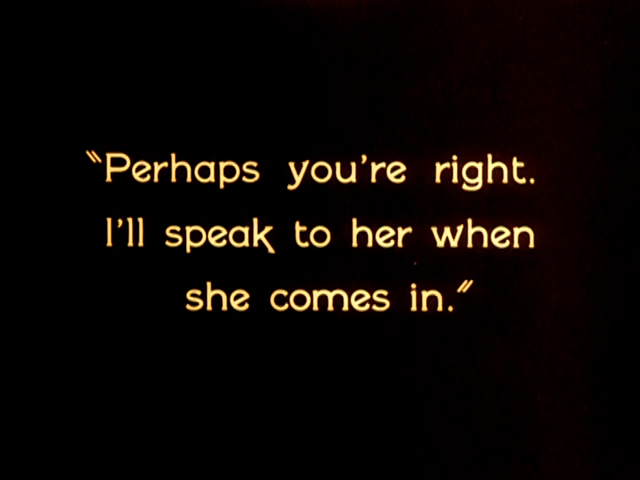 "Perhaps you're right.
I'll speak to her when
she comes in."